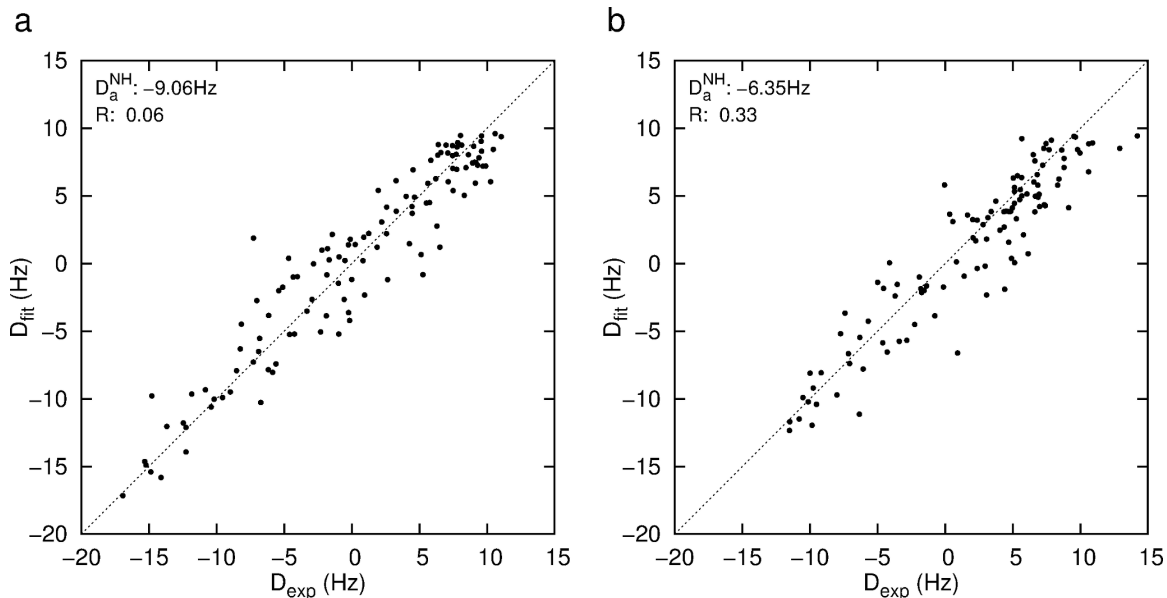 a
15
10
5
0
−5
−10
−15
−20
D_fit (Hz)
D_a^NH: −9.06Hz
R: 0.06
−20 −15 −10 −5 0 5 10 15
D_exp (Hz)
b
15
10
5
0
−5
−10
−15
−20
D_fit (Hz)
D_a^NH: −6.35Hz
R: 0.33
−20 −15 −10 −5 0 5 10 15
D_exp (Hz)